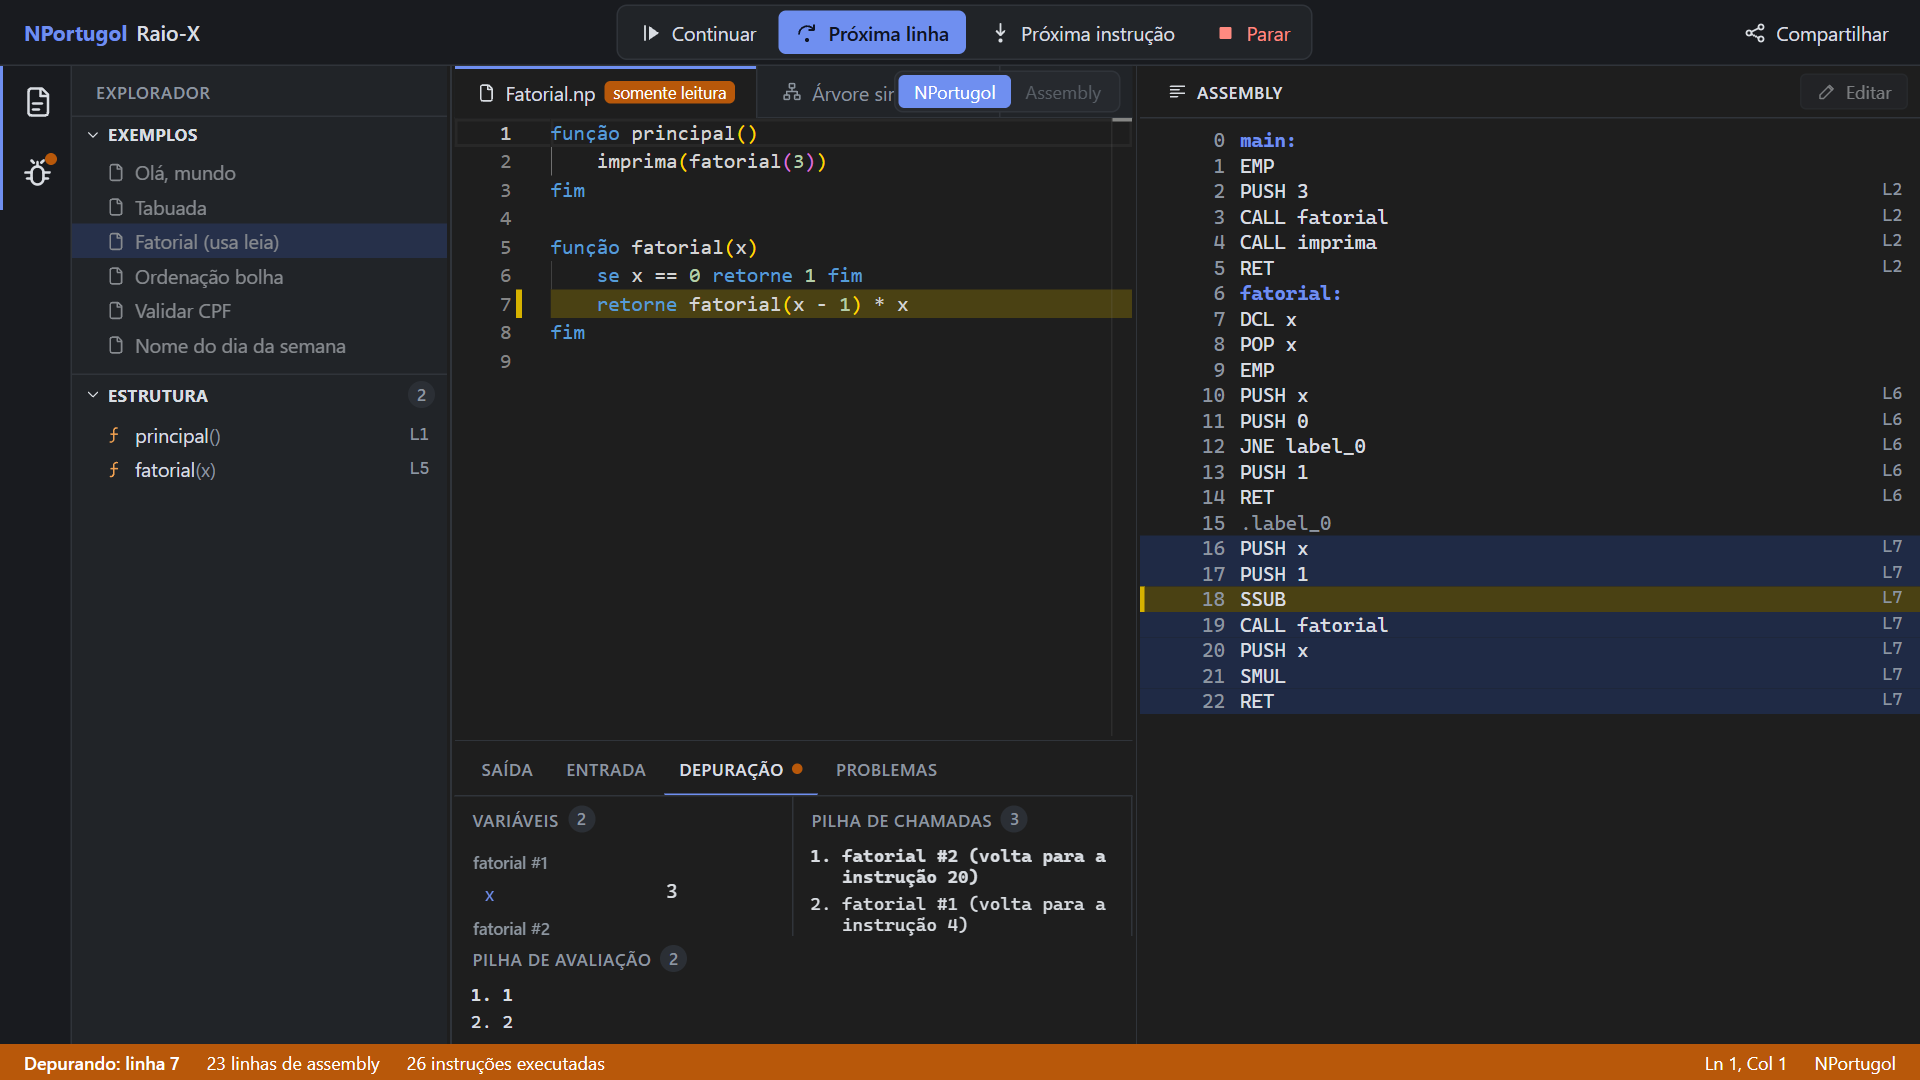 NPortugol Raio-X
Continuar
Próxima linha
Próxima instrução
Parar
Compartilhar
EXPLORADOR
EXEMPLOS
Olá, mundo
Tabuada
Fatorial (usa leia)
Ordenação bolha
Validar CPF
Nome do dia da semana
ESTRUTURA 2
principal() L1
fatorial(x) L5
Fatorial.np somente leitura
Árvore sin
NPortugol
Assembly
1 função principal()
2 imprima(fatorial(3))
3 fim
4
5 função fatorial(x)
6 se x == 0 retorne 1 fim
7 retorne fatorial(x - 1) * x
8 fim
9
SAÍDA
ENTRADA
DEPURAÇÃO
PROBLEMAS
VARIÁVEIS 2
fatorial #1
x 3
fatorial #2
PILHA DE CHAMADAS 3
1. fatorial #2 (volta para a
instrução 20)
2. fatorial #1 (volta para a
instrução 4)
PILHA DE AVALIAÇÃO 2
1. 1
2. 2
ASSEMBLY
Editar
0 main:
1 EMP
2 PUSH 3 L2
3 CALL fatorial L2
4 CALL imprima L2
5 RET L2
6 fatorial:
7 DCL x
8 POP x
9 EMP
10 PUSH x L6
11 PUSH 0 L6
12 JNE label_0 L6
13 PUSH 1 L6
14 RET L6
15 .label_0
16 PUSH x L7
17 PUSH 1 L7
18 SSUB L7
19 CALL fatorial L7
20 PUSH x L7
21 SMUL L7
22 RET L7
Depurando: linha 7
23 linhas de assembly
26 instruções executadas
Ln 1, Col 1
NPortugol